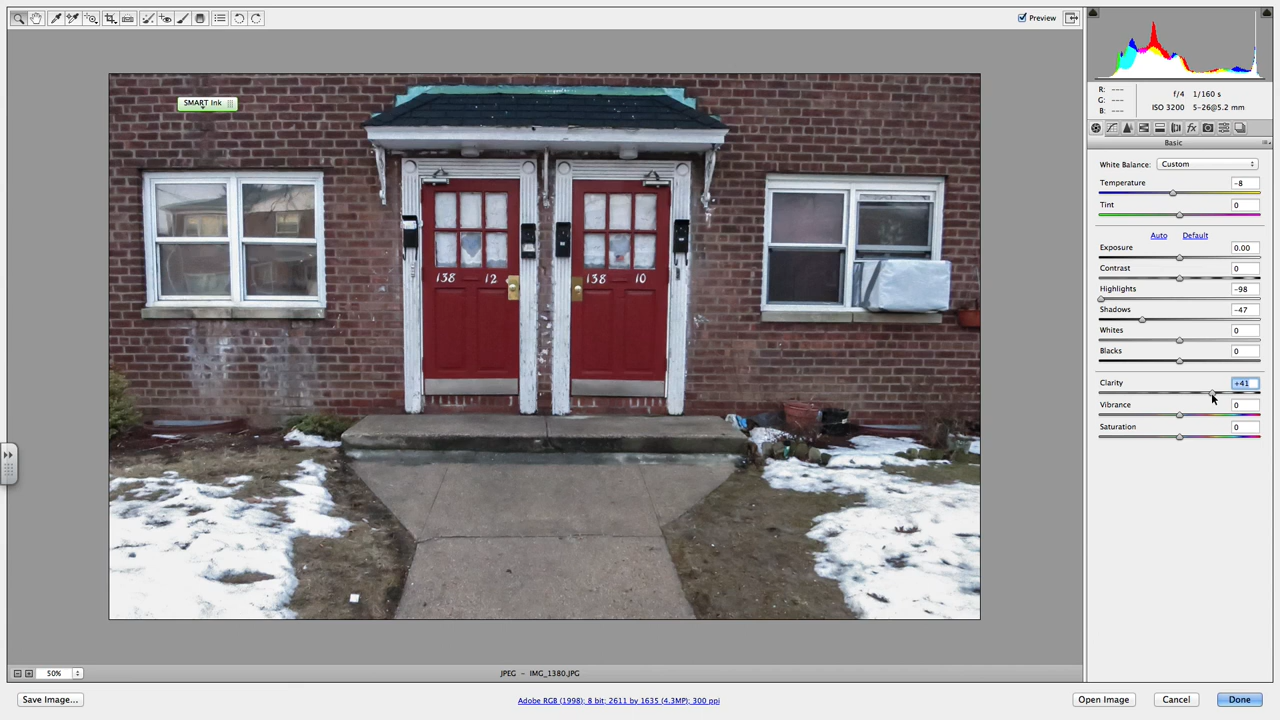 Preview
SMART Ink
138 12
138 10
R: ---
G: ---
B: ---
f/4 1/160 s
ISO 3200 5-26@5.2 mm
Basic
White Balance: Custom
Temperature -8
Tint 0
Auto Default
Exposure 0.00
Contrast 0
Highlights -98
Shadows -47
Whites 0
Blacks 0
Clarity +41
Vibrance 0
Saturation 0
50%
JPEG - IMG_1380.JPG
Save Image...
Adobe RGB (1998); 8 bit; 2611 by 1635 (4.3MP); 300 ppi
Open Image
Cancel
Done